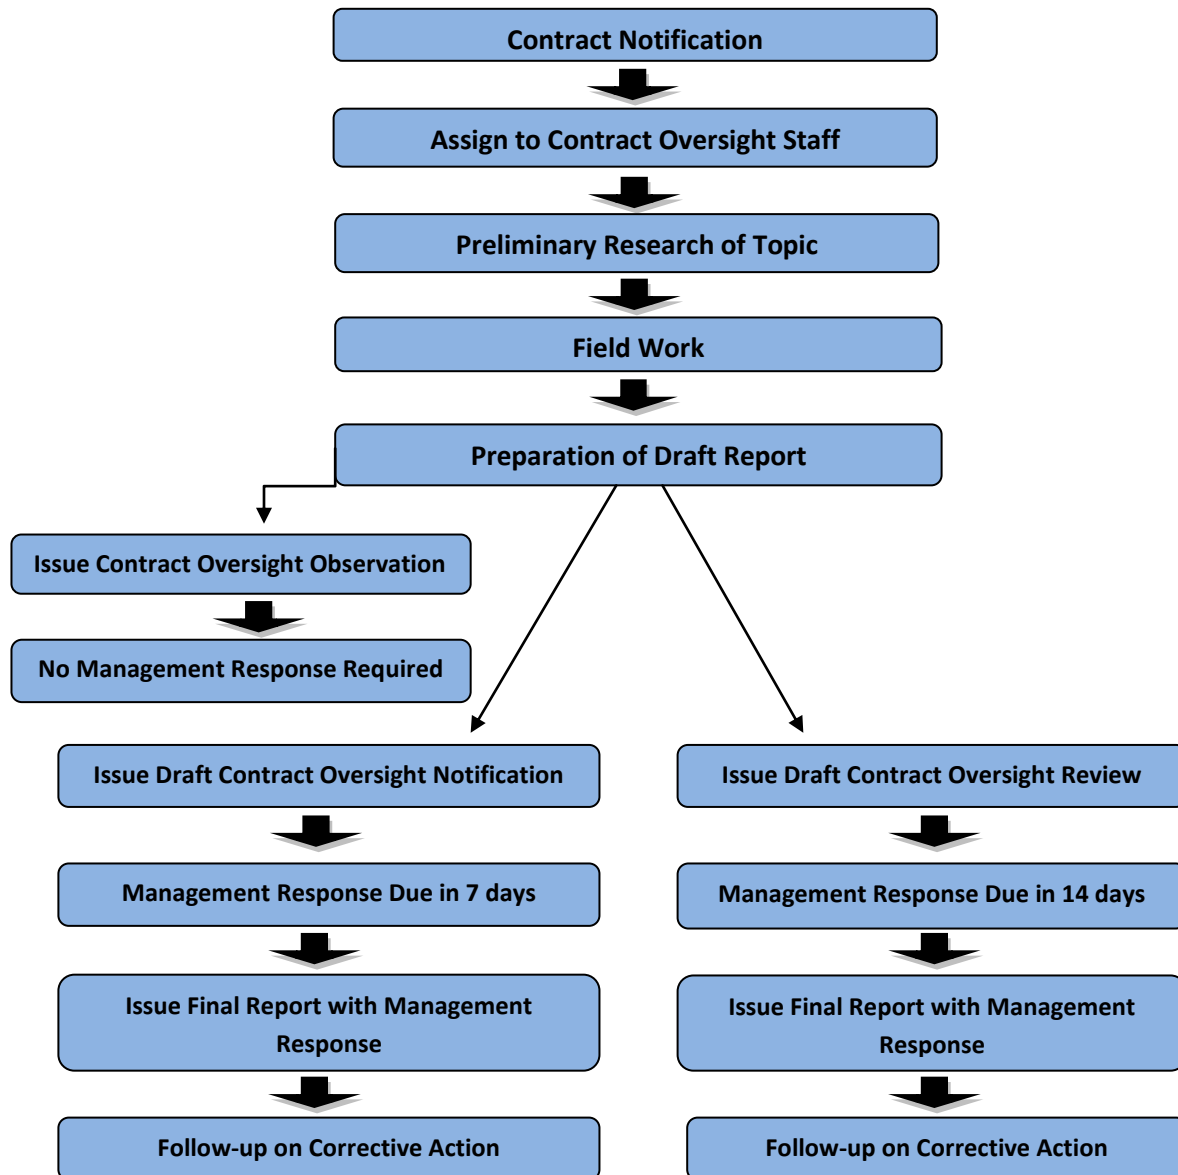 Contract Notification
Assign to Contract Oversight Staff
Preliminary Research of Topic
Field Work
Preparation of Draft Report
Issue Contract Oversight Observation
No Management Response Required
Issue Draft Contract Oversight Notification
Management Response Due in 7 days
Issue Final Report with Management
Response
Follow-up on Corrective Action
Issue Draft Contract Oversight Review
Management Response Due in 14 days
Issue Final Report with Management
Response
Follow-up on Corrective Action